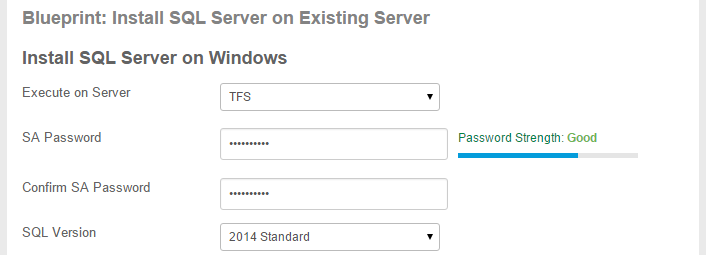 Blueprint: Install SQL Server on Existing Server
Install SQL Server on Windows
Execute on Server TFS
SA Password •••••••••• Password Strength: Good
Confirm SA Password ••••••••••
SQL Version 2014 Standard